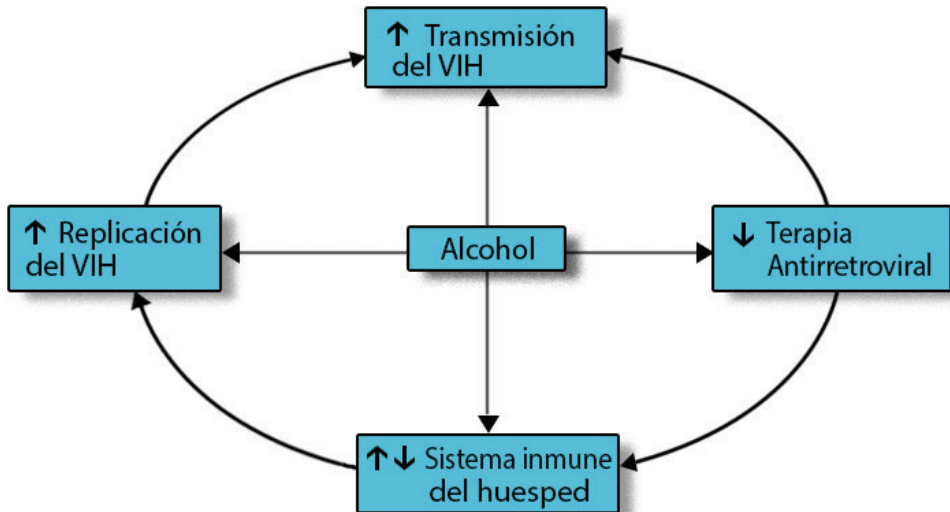 ↑ Transmisión
del VIH
↑ Replicación
del VIH
Alcohol
↓ Terapia
Antirretroviral
↑↓ Sistema inmune
del huesped